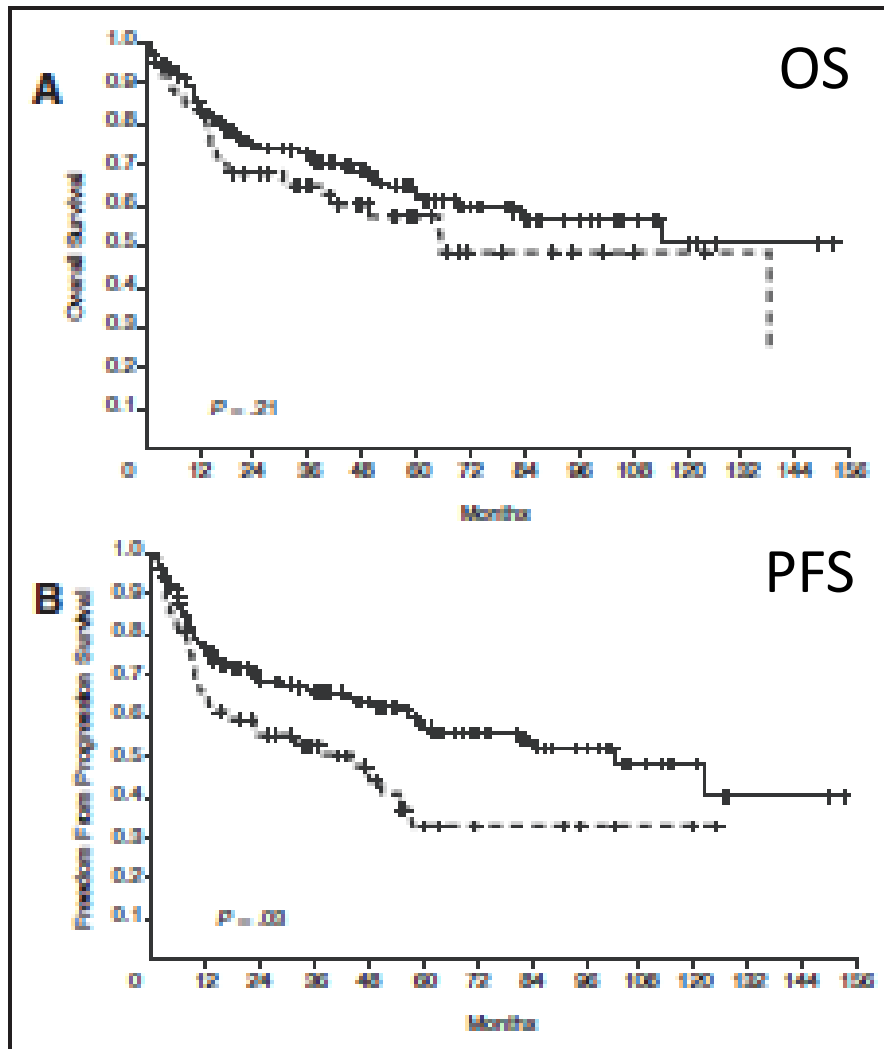 OS
A
Overall Survival
1.0
0.9
0.8
0.7
0.6
0.5
0.4
0.3
0.2
0.1
P = .21
0 12 24 36 48 60 72 84 96 108 120 132 144 156
Months
PFS
B
Freedom From Progression Survival
1.0
0.9
0.8
0.7
0.6
0.5
0.4
0.3
0.2
0.1
P = .03
0 12 24 36 48 60 72 84 96 108 120 132 144 156
Months